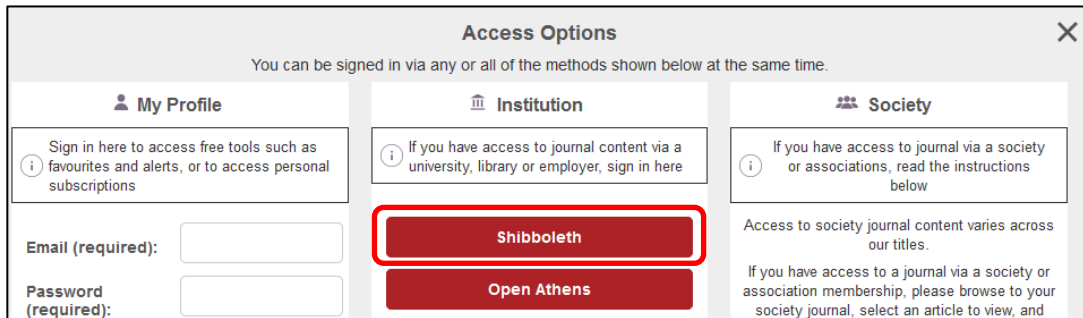 Access Options
You can be signed in via any or all of the methods shown below at the same time.
My Profile
Sign in here to access free tools such as
favourites and alerts, or to access personal
subscriptions
Email (required):
Password
(required):
Institution
If you have access to journal content via a
university, library or employer, sign in here
Shibboleth
Open Athens
Society
If you have access to journal via a society
or associations, read the instructions
below
Access to society journal content varies across
our titles.
If you have access to a journal via a society or
association membership, please browse to your
society journal, select an article to view, and